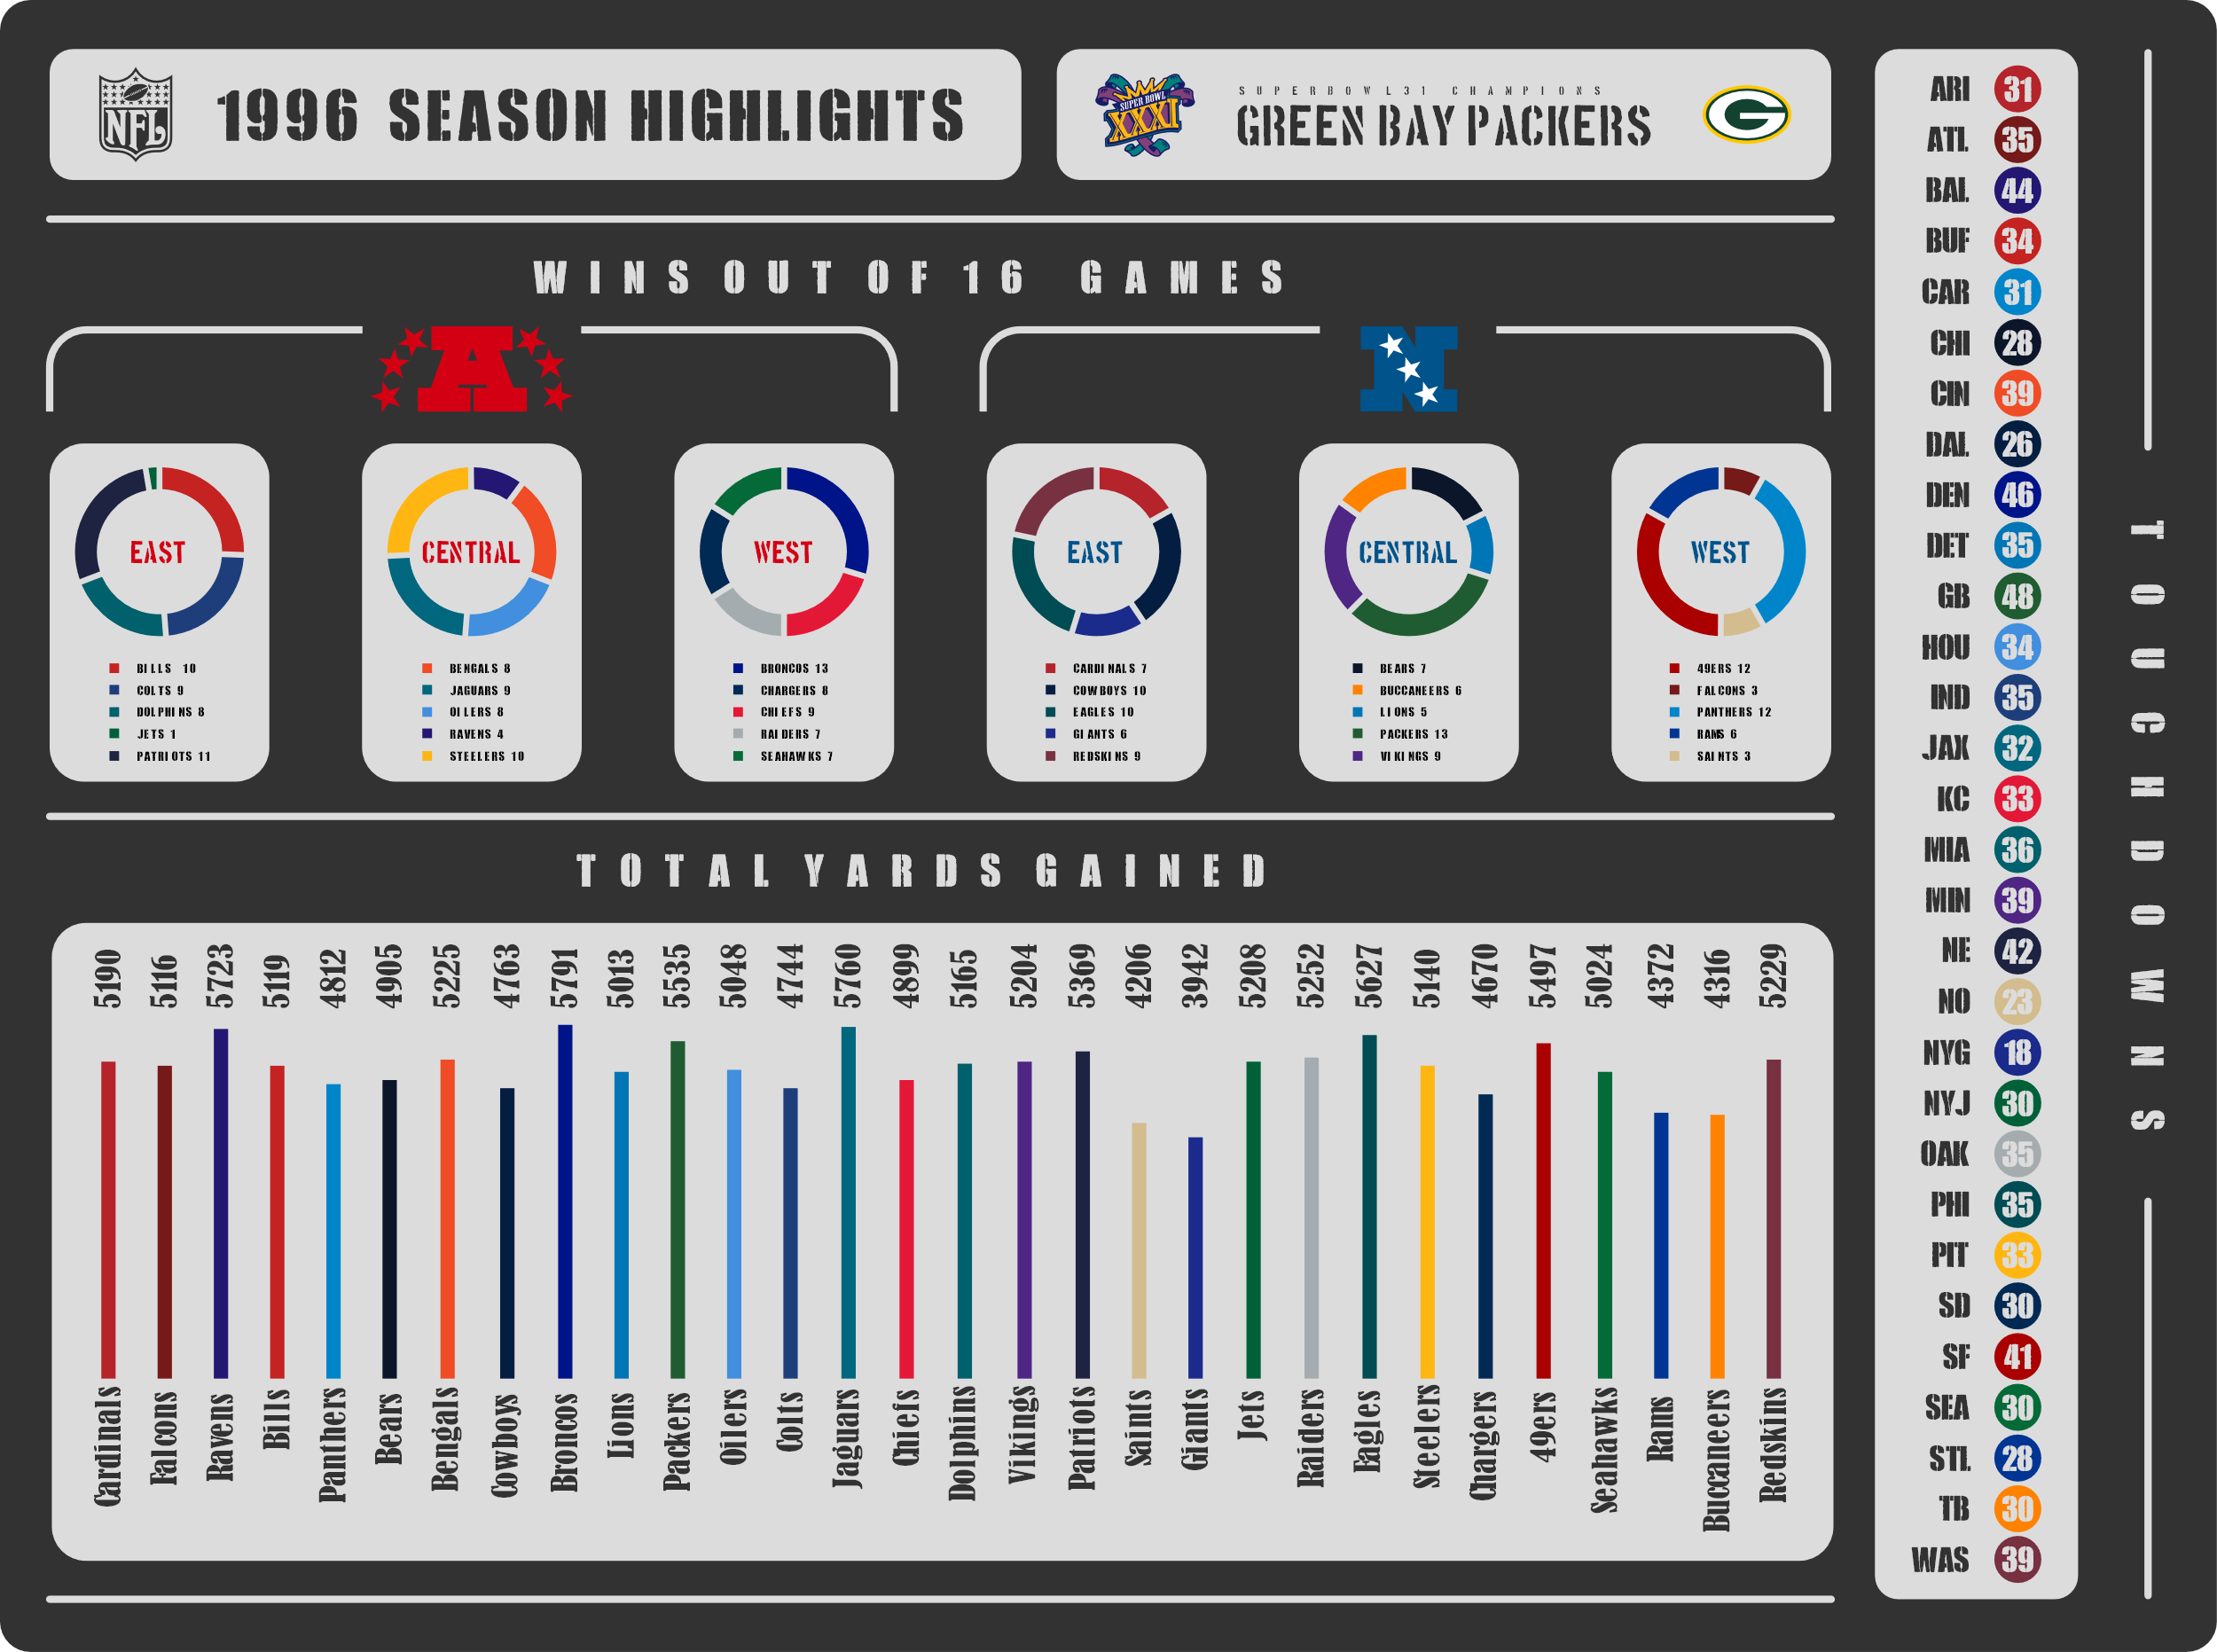 NFL
1996 SEASON HIGHLIGHTS
SUPER BOWL
XXXI
SUPERBOWL31 CHAMPIONS
GREEN BAY PACKERS
G
WINS OUT OF 16 GAMES
A
N
EAST
BILLS 10
COLTS 9
DOLPHINS 8
JETS 1
PATRIOTS 11
CENTRAL
BENGALS 8
JAGUARS 9
OILERS 8
RAVENS 4
STEELERS 10
WEST
BRONCOS 13
CHARGERS 8
CHIEFS 9
RAIDERS 7
SEAHAWKS 7
EAST
CARDINALS 7
COWBOYS 10
EAGLES 10
GIANTS 6
REDSKINS 9
CENTRAL
BEARS 7
BUCCANEERS 6
LIONS 5
PACKERS 13
VIKINGS 9
WEST
49ERS 12
FALCONS 3
PANTHERS 12
RAMS 6
SAINTS 3
TOTAL YARDS GAINED
5190
5116
5723
5119
4812
4905
5225
4763
5791
5013
5535
5048
4744
5760
4899
5165
5204
5369
4206
3942
5208
5252
5627
5140
4670
5497
5024
4372
4316
5229
Cardinals
Falcons
Ravens
Bills
Panthers
Bears
Bengals
Cowboys
Broncos
Lions
Packers
Oilers
Colts
Jaguars
Chiefs
Dolphins
Vikings
Patriots
Saints
Giants
Jets
Raiders
Eagles
Steelers
Chargers
49ers
Seahawks
Rams
Buccaneers
Redskins
ARI 31
ATL 35
BAL 44
BUF 34
CAR 31
CHI 28
CIN 39
DAL 26
DEN 46
DET 35
GB 48
HOU 34
IND 35
JAX 32
KC 33
MIA 36
MIN 39
NE 42
NO 23
NYG 18
NYJ 30
OAK 35
PHI 35
PIT 33
SD 30
SF 41
SEA 30
STL 28
TB 30
WAS 39
TOUCHDOWNS